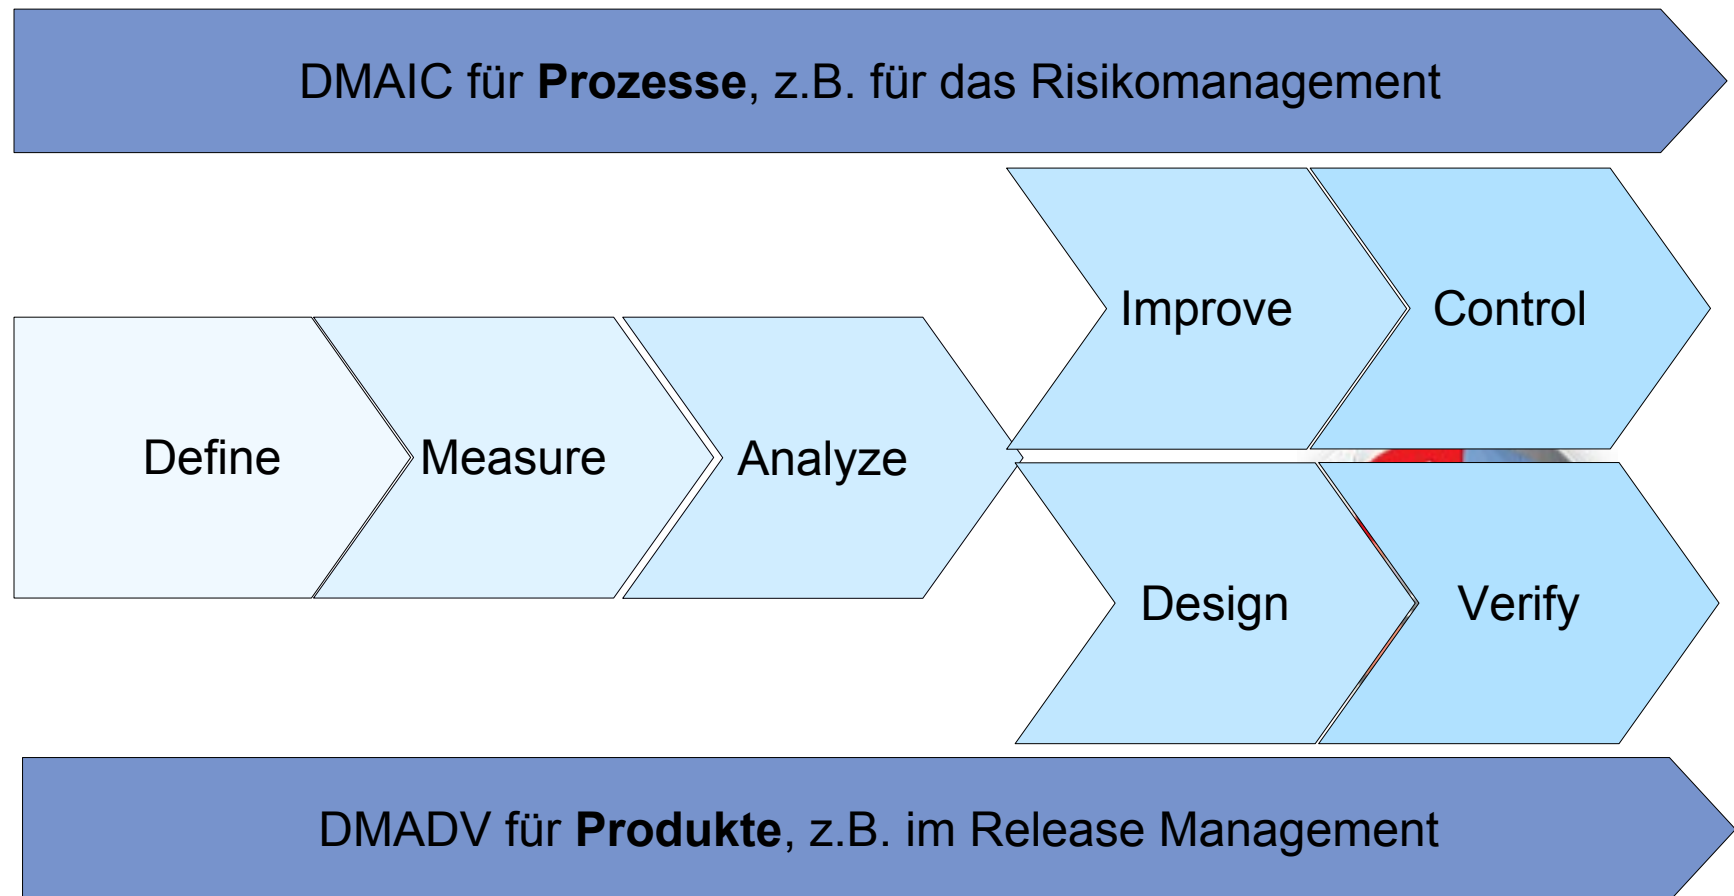 DMAIC für Prozesse, z.B. für das Risikomanagement
Improve
Control
Define
Measure
Analyze
Design
Verify
DMADV für Produkte, z.B. im Release Management